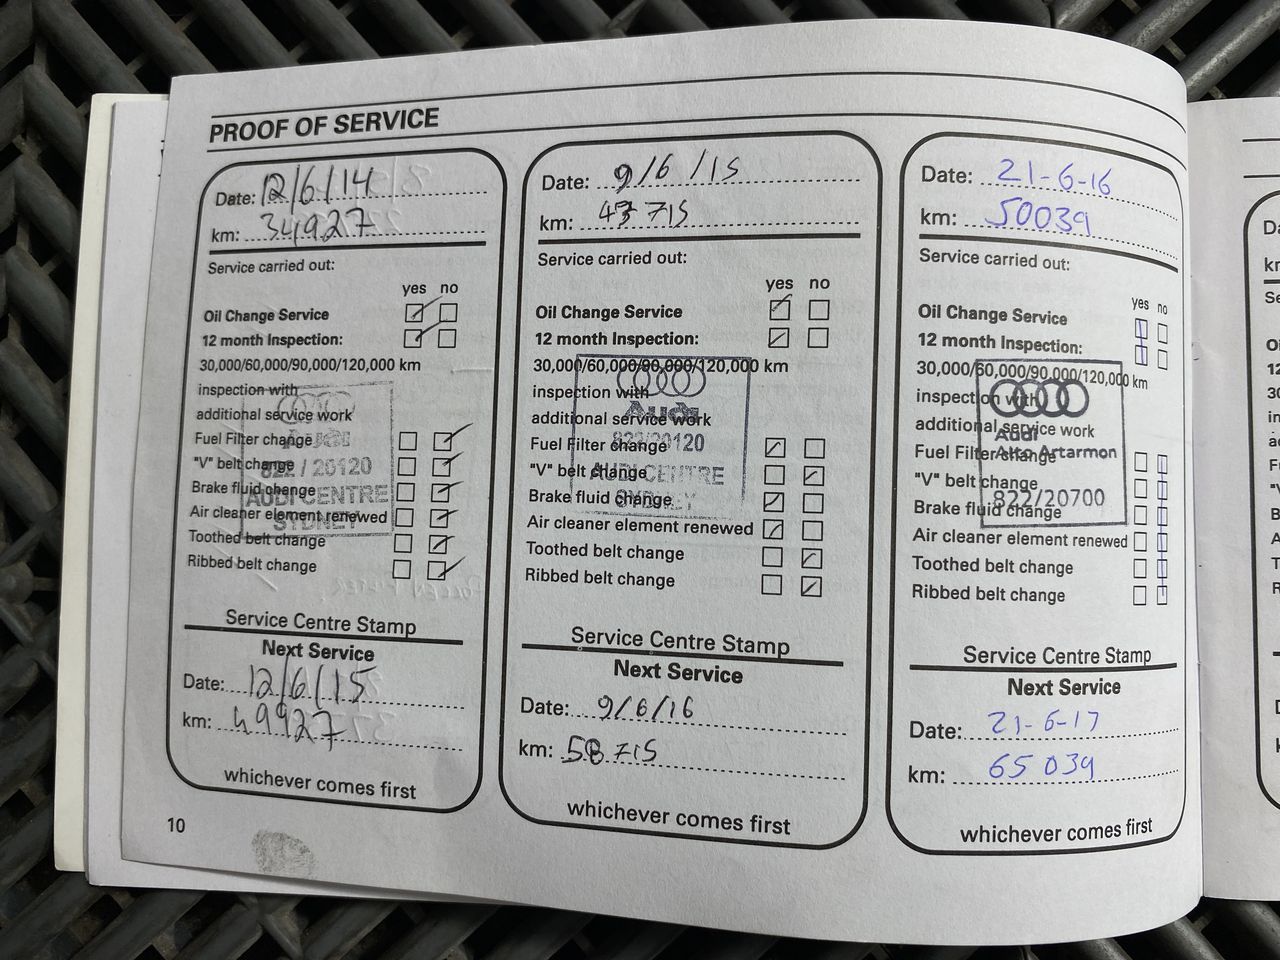 PROOF OF SERVICE
Date: 12/6/14
km: 34927
Service carried out:
yes no
Oil Change Service
12 month Inspection:
30,000/60,000/90,000/120,000 km
inspection with
additional service work
Fuel Filter change
"V" belt change
Brake fluid change
Air cleaner element renewed
Toothed belt change
Ribbed belt change
Audi
822 / 20120
AUDI CENTRE
SYDNEY
Service Centre Stamp
Next Service
Date: 12/6/15
km: 49927
whichever comes first
10
Date: 9/6/15
km: 43715
Service carried out:
yes no
Oil Change Service
12 month Inspection:
30,000/60,000/90,000/120,000 km
inspection with
additional service work
Fuel Filter change
"V" belt change
Brake fluid change
Air cleaner element renewed
Toothed belt change
Ribbed belt change
Audi
822/20120
AUDI CENTRE
SYDNEY
Service Centre Stamp
Next Service
Date: 9/6/16
km: 58715
whichever comes first
Date: 21-6-16
km: 50039
Service carried out:
yes no
Oil Change Service
12 month Inspection:
30,000/60,000/90,000/120,000 km
inspection with
additional service work
Fuel Filter change
"V" belt change
Brake fluid change
Air cleaner element renewed
Toothed belt change
Ribbed belt change
Audi
Alto Artarmon
822/20700
Service Centre Stamp
Next Service
Date: 21-6-17
km: 65039
whichever comes first